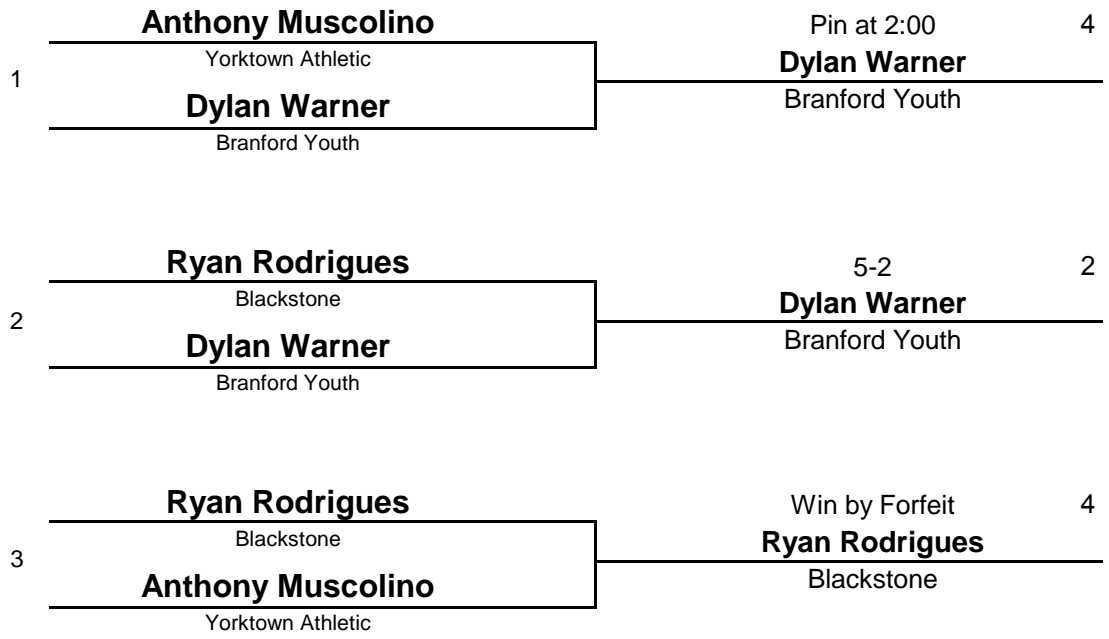 Anthony Muscolino
Yorktown Athletic
1
Dylan Warner
Branford Youth
Pin at 2:00 4
Dylan Warner
Branford Youth
Ryan Rodrigues
Blackstone
2
Dylan Warner
Branford Youth
5-2 2
Dylan Warner
Branford Youth
Ryan Rodrigues
Blackstone
3
Anthony Muscolino
Yorktown Athletic
Win by Forfeit 4
Ryan Rodrigues
Blackstone